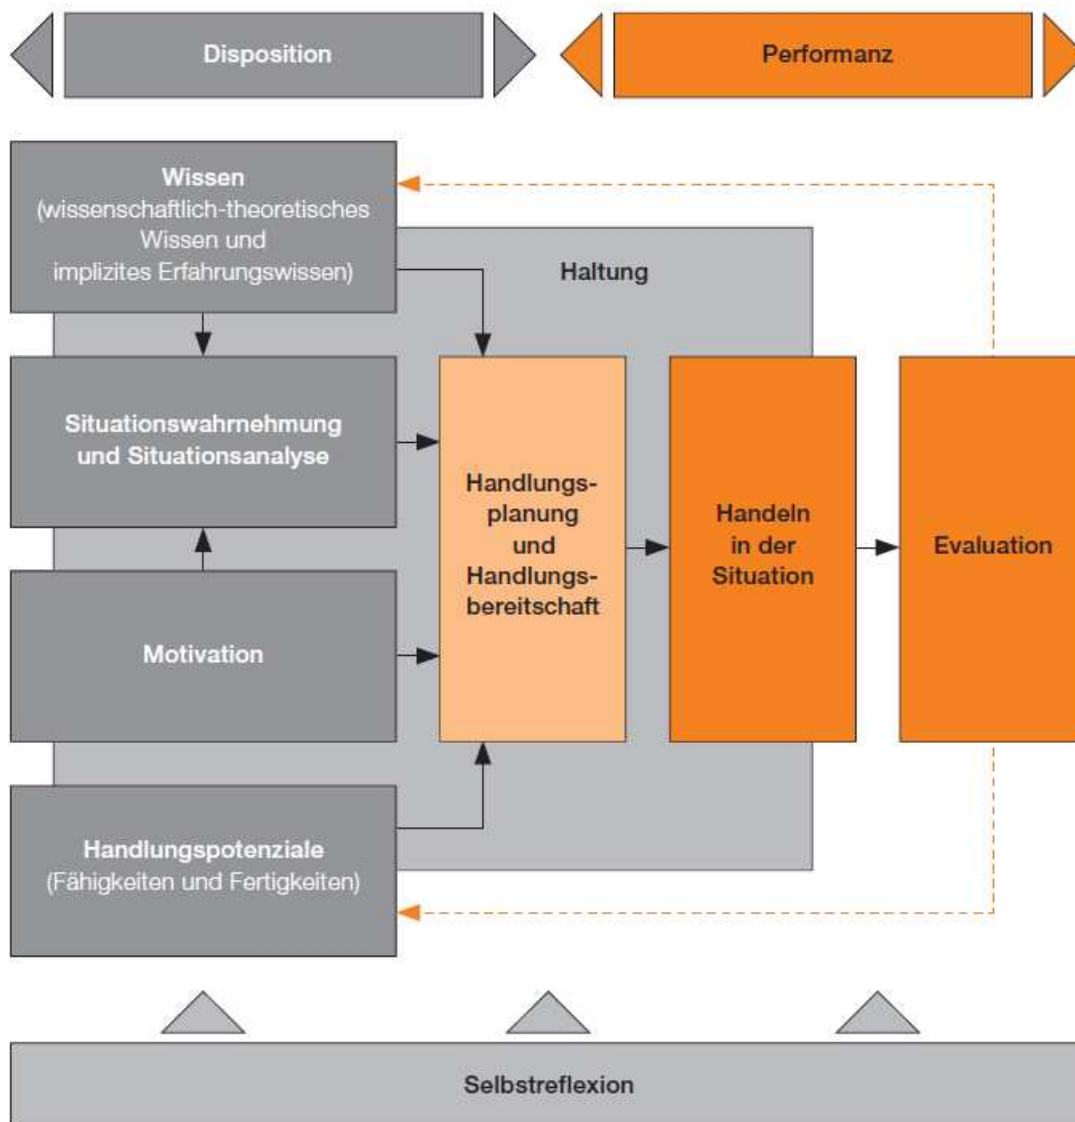 Disposition
Performanz
Wissen
(wissenschaftlich-theoretisches
Wissen und
implizites Erfahrungswissen)
Haltung
Situationswahrnehmung
und Situationsanalyse
Handlungs-
planung
und
Handlungs-
bereitschaft
Handeln
in der
Situation
Evaluation
Motivation
Handlungspotenziale
(Fähigkeiten und Fertigkeiten)
Selbstreflexion